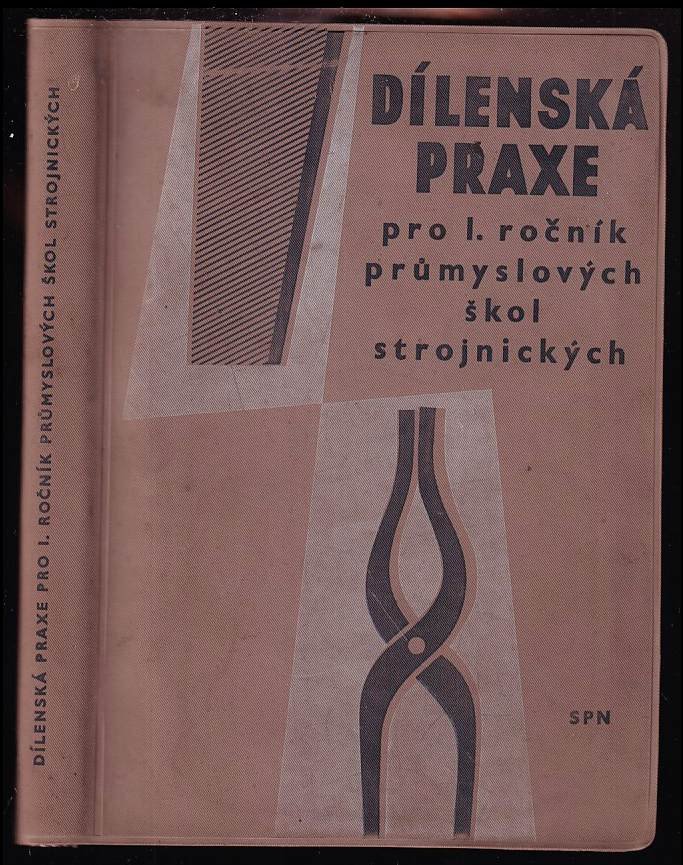 DÍLENSKÁ PRAXE PRO I. ROČNÍK PRŮMYSLOVÝCH ŠKOL STROJNICKÝCH
DÍLENSKÁ
PRAXE
pro I. ročník
průmyslových
škol
strojnických
SPN